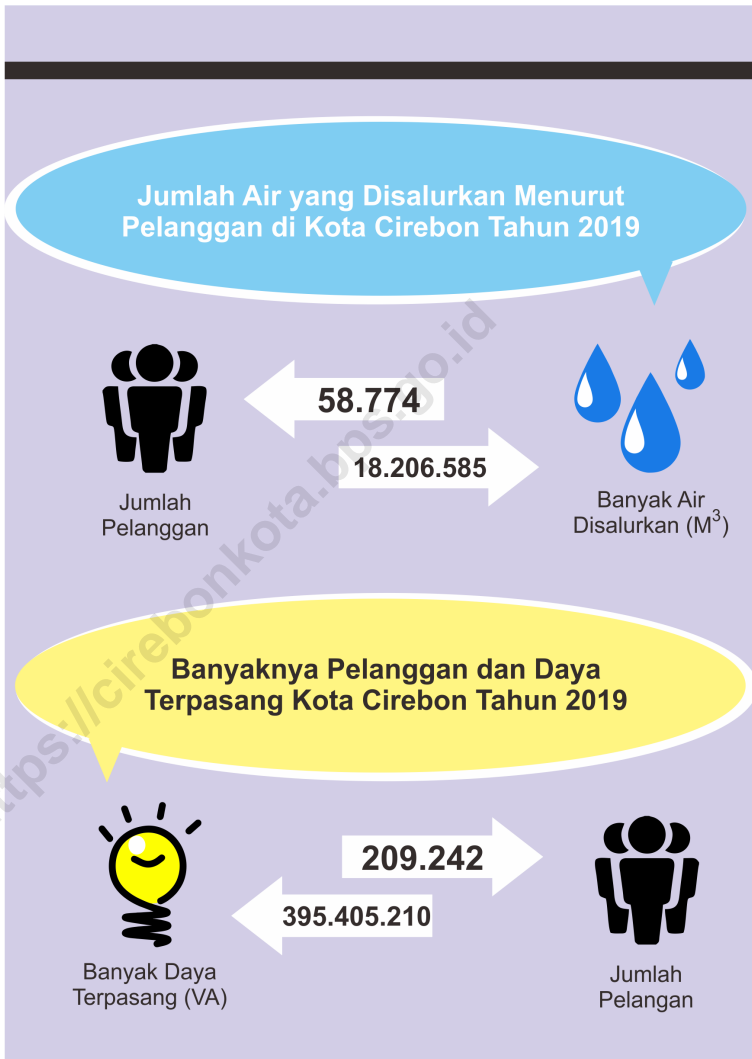 Jumlah Air yang Disalurkan Menurut
Pelanggan di Kota Cirebon Tahun 2019
58.774
18.206.585
Jumlah
Pelanggan
Banyak Air
Disalurkan (M³)
Banyaknya Pelanggan dan Daya
Terpasang Kota Cirebon Tahun 2019
209.242
395.405.210
Banyak Daya
Terpasang (VA)
Jumlah
Pelangan
https://cirebonkota.bps.go.id